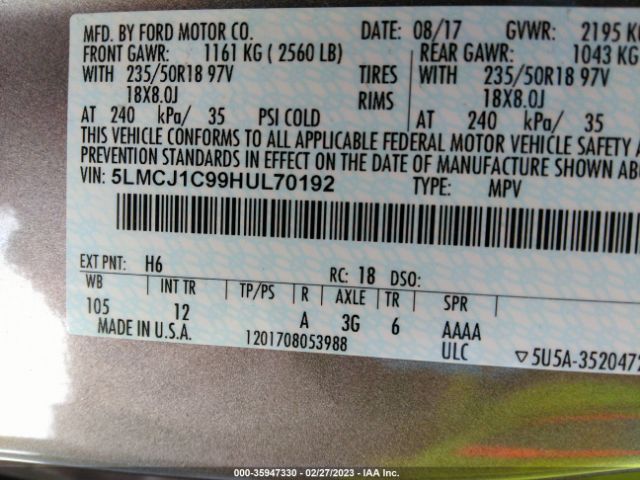 MFD. BY FORD MOTOR CO. DATE: 08/17 GVWR: 2195 KG
FRONT GAWR: 1161 KG ( 2560 LB) REAR GAWR: 1043 KG
WITH 235/50R18 97V TIRES WITH 235/50R18 97V
18X8.0J RIMS 18X8.0J
AT 240 kPa/ 35 PSI COLD AT 240 kPa/ 35
THIS VEHICLE CONFORMS TO ALL APPLICABLE FEDERAL MOTOR VEHICLE SAFETY A
STANDARDS IN EFFECT ON THE DATE OF MANUFACTURE SHOWN ABO
VIN: 5LMCJ1C99HUL70192 TYPE: MPV
EXT PNT: H6 RC: 18 DSO:
WB INT TR TP/PS R AXLE TR SPR
105 12 A 3G 6 AAAA
MADE IN U.S.A. 1201708053988 ULC
▽5U5A-3520472
000-35947330 - 02/27/2023 - IAA Inc.